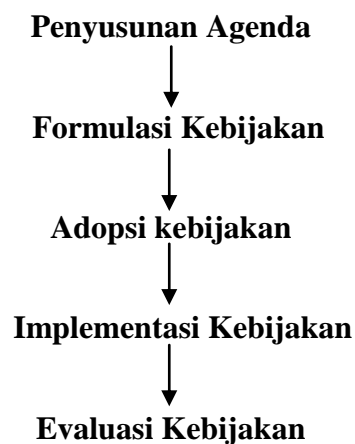 Penyusunan Agenda
Formulasi Kebijakan
Adopsi kebijakan
Implementasi Kebijakan
Evaluasi Kebijakan